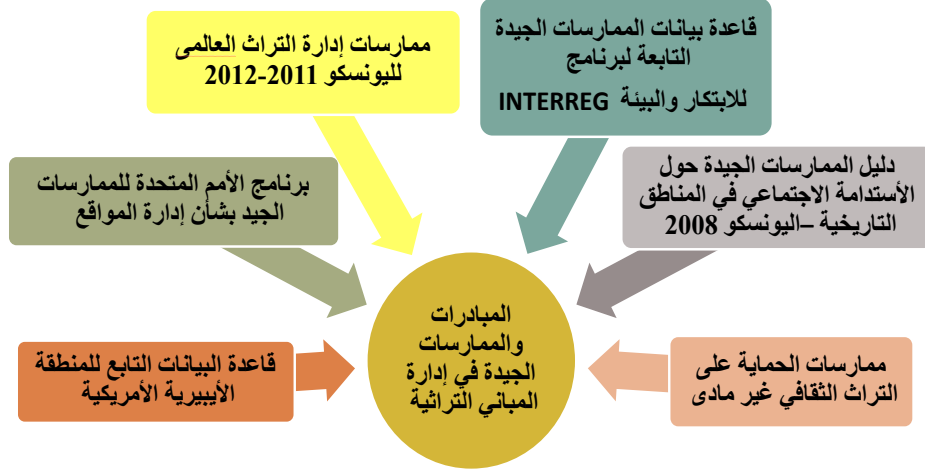 قاعدة بيانات الممارسات الجيدة
التابعة لبرنامج
للابتكار والبيئة INTERREG
ممارسات إدارة التراث العالمى
لليونسكو 2011-2012
دليل الممارسات الجيدة حول
الأستدامة الاجتماعي في المناطق
التاريخية –اليونسكو 2008
برنامج الأمم المتحدة للممارسات
الجيد بشأن إدارة المواقع
المبادرات
والممارسات
الجيدة في إدارة
المباني التراثية
ممارسات الحماية على
التراث الثقافي غير مادى
قاعدة البيانات التابع للمنطقة
الأيبيرية الأمريكية